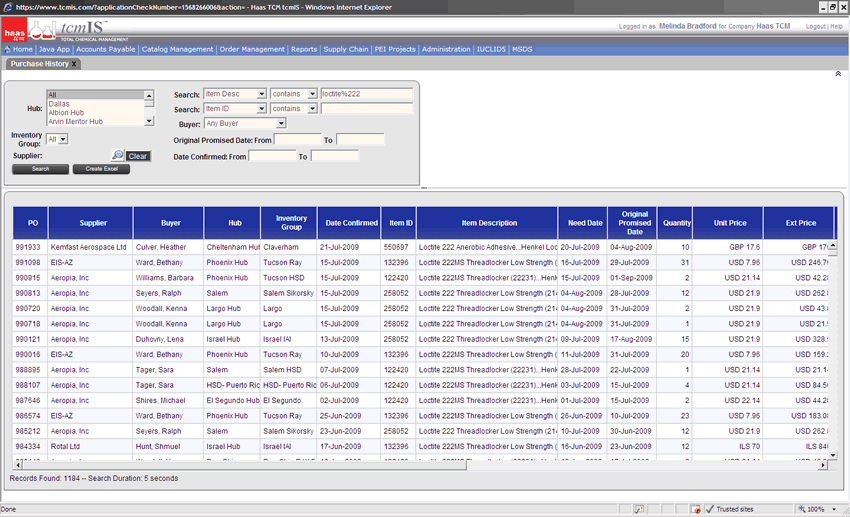 https://www.tcmis.com/?applicationCheckNumber=1568266006&action= - Haas TCM tcmIS - Windows Internet Explorer
haas tcm
tcmIS™
TOTAL CHEMICAL MANAGEMENT
Logged in as: Melinda Bradford for Company Haas TCM Logout | Help
Home Java App Accounts Payable Catalog Management Order Management Reports Supply Chain PEI Projects Administration IUCLID5 MSDS
Purchase History x
Hub: All
Dallas
Albion Hub
Arvin Meritor Hub
Search: Item Desc contains loctite%222
Search: Item ID contains
Buyer: Any Buyer
Inventory Group: All
Original Promised Date: From To
Supplier: Clear
Date Confirmed: From To
Search Create Excel
PO Supplier Buyer Hub Inventory Group Date Confirmed Item ID Item Description Need Date Original Promised Date Quantity Unit Price Ext Price
991933 Kemfast Aerospace Ltd Culver, Heather Cheltenham Hu Claverham 21-Jul-2009 550697 Loctite 222 Anerobic Adhesive...Henkel Loc 20-Jul-2009 04-Aug-2009 10 GBP 17.6 GBP 17
991098 EIS-AZ Ward, Bethany Phoenix Hub Tucson Ray 15-Jul-2009 132396 Loctite 222MS Threadlocker Low Strength ( 16-Jul-2009 29-Jul-2009 31 USD 7.96 USD 246.7
990915 Aeropia, Inc Williams, Barbara Phoenix Hub Tucson HSD 15-Jul-2009 122420 Loctite 222MS Threadlocker (22231)...Henk 15-Jul-2009 01-Sep-2009 2 USD 21.14 USD 42.2
990813 Aeropia, Inc Seyers, Ralph Salem Salem Sikorsky 15-Jul-2009 258052 Loctite 222 Threadlocker Low Strength (21 04-Aug-2009 28-Jul-2009 12 USD 21.9 USD 262.
990720 Aeropia, Inc Woodall, Kenna Largo Hub Largo 15-Jul-2009 258052 Loctite 222 Threadlocker Low Strength (21 04-Aug-2009 31-Jul-2009 2 USD 21.9 USD 43.
990718 Aeropia, Inc Woodall, Kenna Largo Hub Largo 15-Jul-2009 258052 Loctite 222 Threadlocker Low Strength (21 04-Aug-2009 31-Jul-2009 1 USD 21.9 USD 21.
990121 Aeropia, Inc Duhovny, Lena Israel Hub Israel IAI 13-Jul-2009 258052 Loctite 222 Threadlocker Low Strength (21 09-Jul-2009 17-Aug-2009 15 USD 21.9 USD 328.
990016 EIS-AZ Ward, Bethany Phoenix Hub Tucson Ray 10-Jul-2009 132396 Loctite 222MS Threadlocker Low Strength ( 11-Jul-2009 31-Jul-2009 20 USD 7.96 USD 159.
988895 Aeropia, Inc Tager, Sara Salem Salem HSD 07-Jul-2009 122420 Loctite 222MS Threadlocker (22231)...Henk 28-Jul-2009 22-Jul-2009 1 USD 21.14 USD 21.1
988107 Aeropia, Inc Tager, Sara HSD- Puerto Ric HSD- Puerto Ric 06-Jul-2009 122420 Loctite 222MS Threadlocker (22231)...Henk 03-Jul-2009 15-Jul-2009 4 USD 21.14 USD 84.5
987646 Aeropia, Inc Shires, Michael El Segundo Hub El Segundo 02-Jul-2009 122420 Loctite 222MS Threadlocker (22231)...Henk 01-Jul-2009 15-Jul-2009 2 USD 22.14 USD 44.2
986574 EIS-AZ Ward, Bethany Phoenix Hub Tucson Ray 25-Jun-2009 132396 Loctite 222MS Threadlocker Low Strength ( 26-Jun-2009 10-Jul-2009 23 USD 7.96 USD 183.0
985212 Aeropia, Inc Seyers, Ralph Salem Salem Sikorsky 23-Jun-2009 258052 Loctite 222 Threadlocker Low Strength (21 10-Jul-2009 30-Jun-2009 12 USD 21.9 USD 262.
984334 Rotal Ltd Hunt, Shmuel Israel Hub Israel IAI 17-Jun-2009 132396 Loctite 222MS Threadlocker Low Strength ( 16-Jun-2009 23-Jun-2009 12 ILS 70 ILS 84
Records Found: 1184 -- Search Duration: 5 seconds
Done Trusted sites 100%